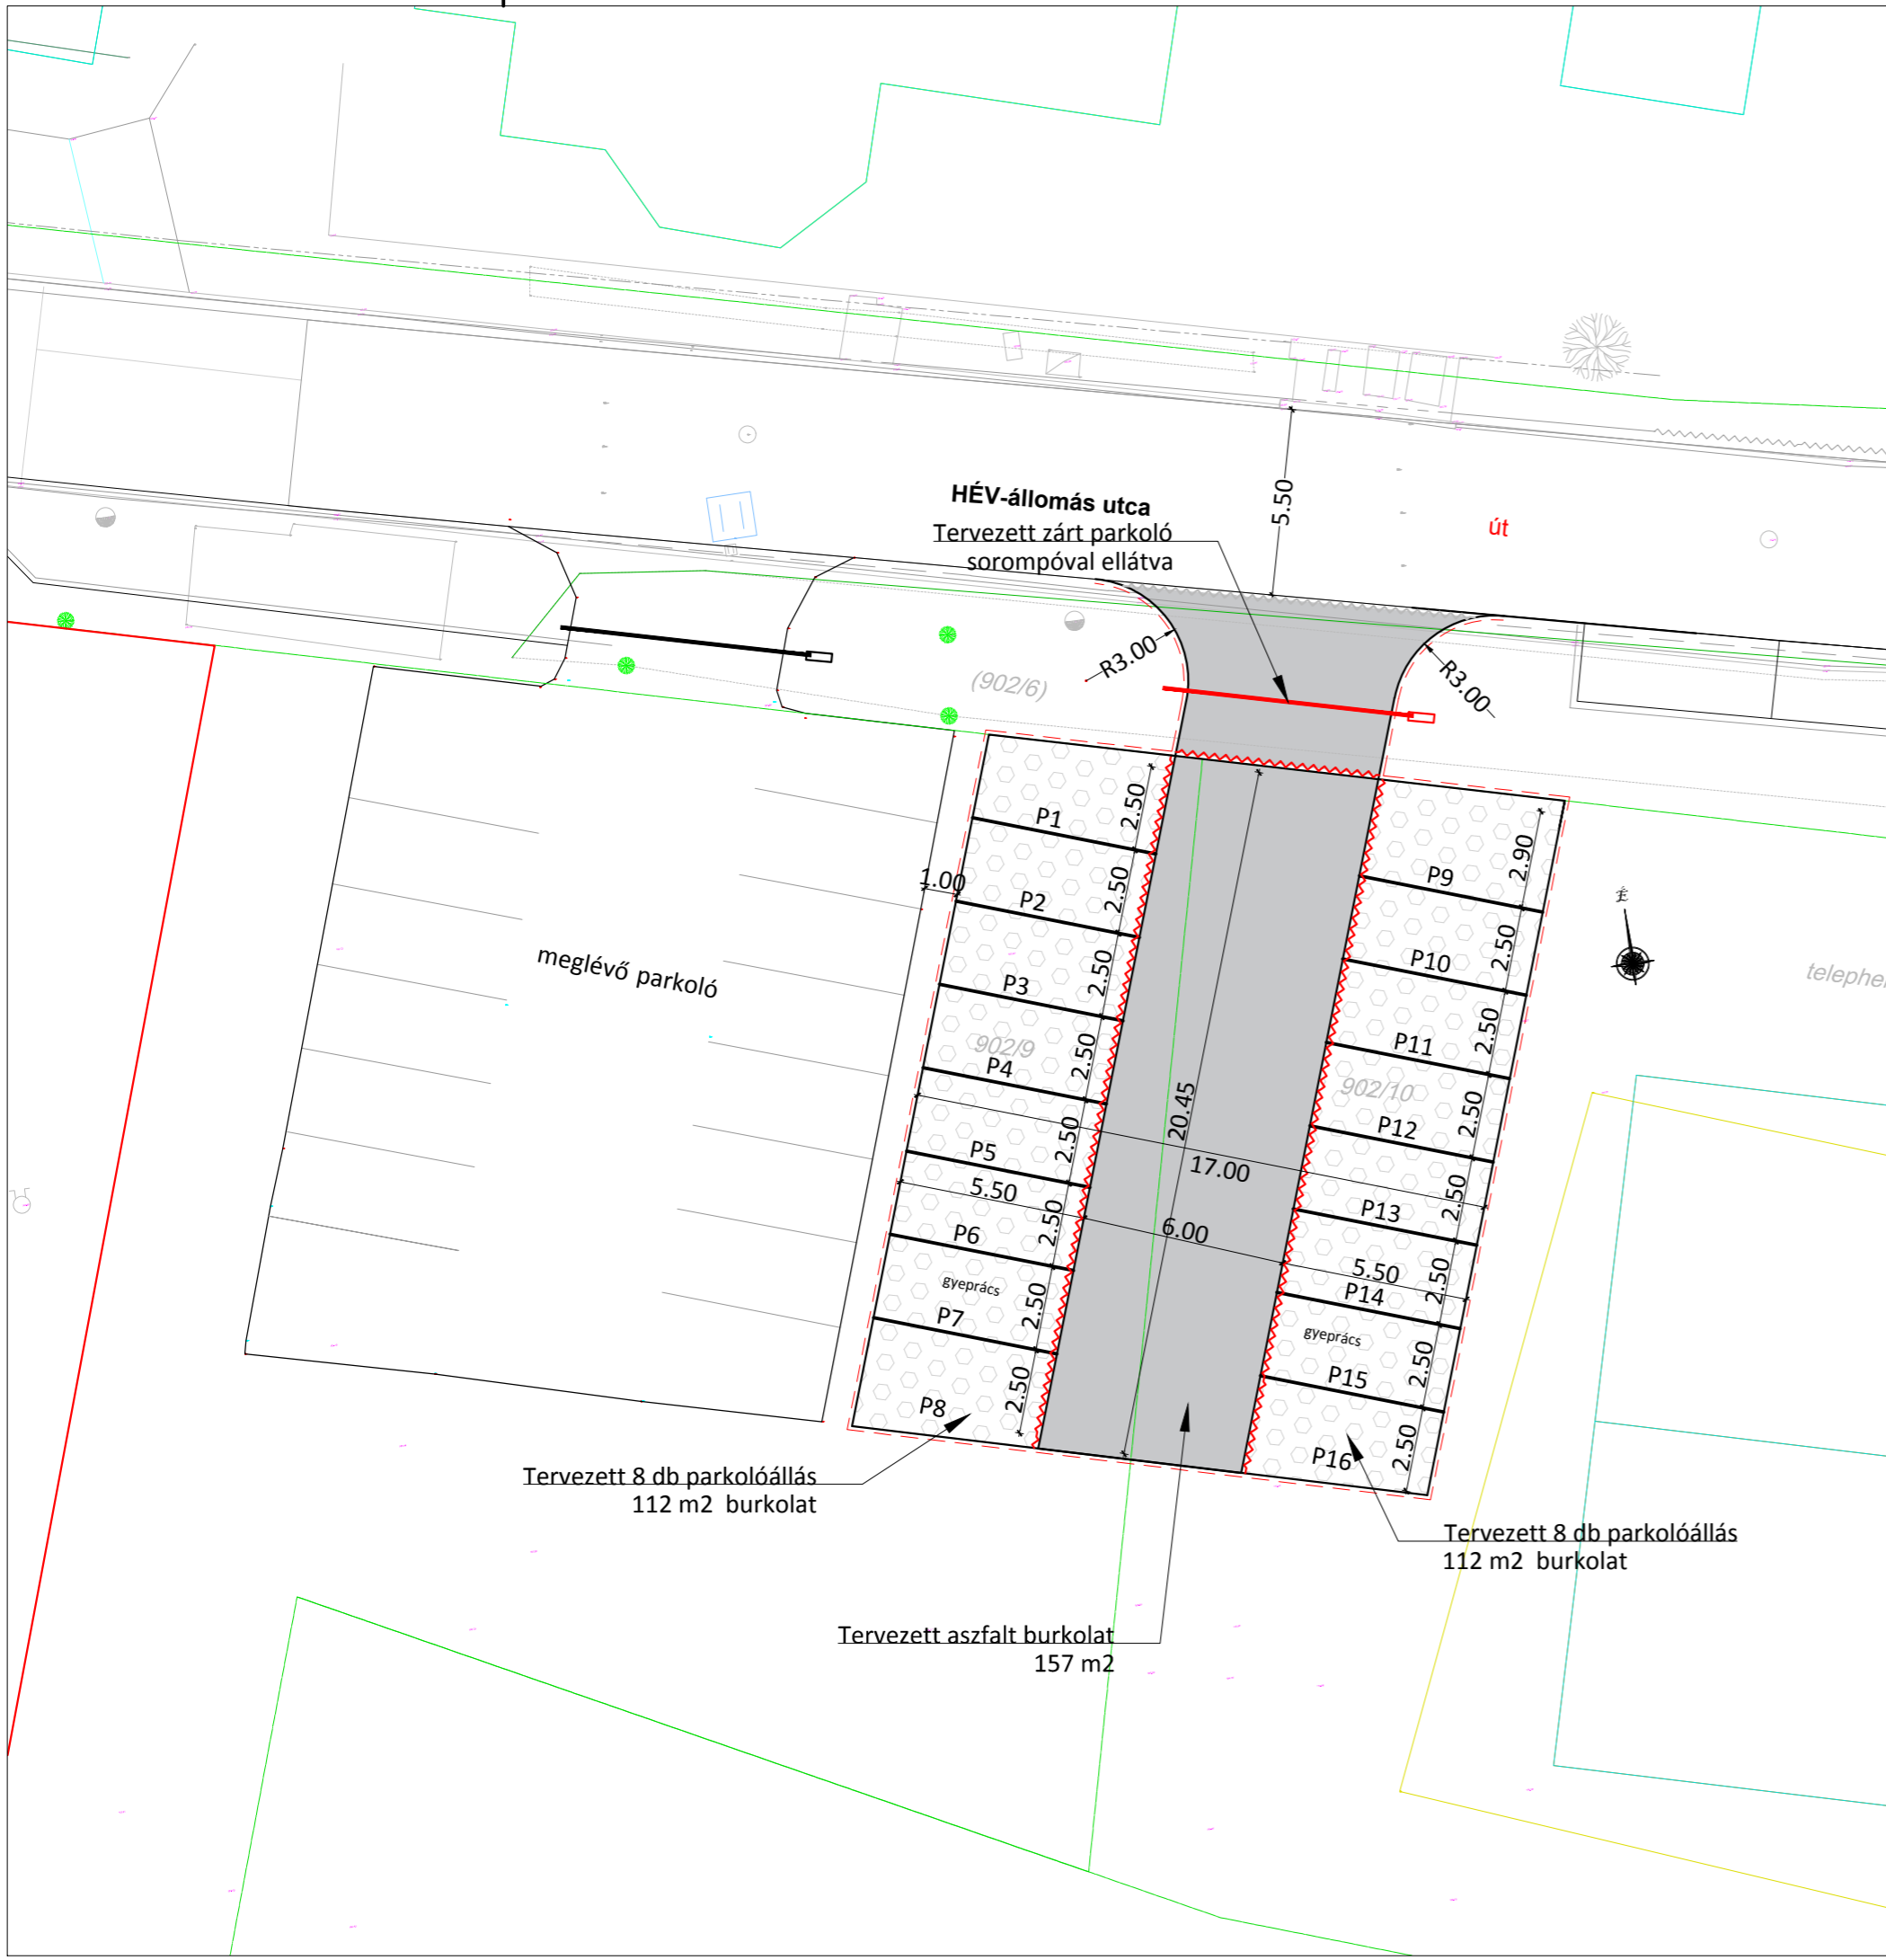 HÉV-állomás utca
Tervezett zárt parkoló
sorompóval ellátva
5.50
út
R3.00
R3.00
(902/6)
P1
2.50
P2
2.50
P3
2.50
902/9
P4
2.50
P5
2.50
5.50
P6
2.50
gyeprács
P7
2.50
P8
2.50
1.00
meglévő parkoló
20.45
17.00
6.00
P9
2.90
P10
2.50
P11
2.50
902/10
P12
2.50
P13
2.50
5.50
P14
2.50
gyeprács
P15
2.50
P16
2.50
É
telephe
Tervezett 8 db parkolóállás
112 m2 burkolat
Tervezett 8 db parkolóállás
112 m2 burkolat
Tervezett aszfalt burkolat
157 m2